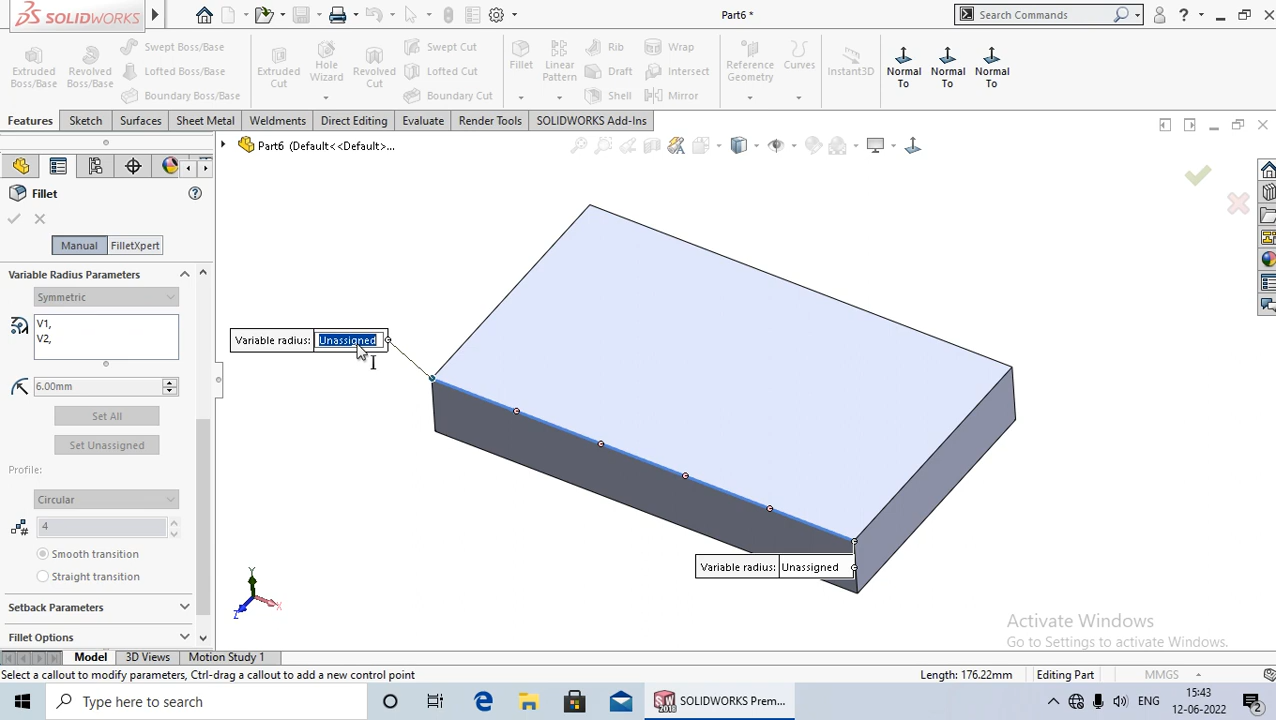 SOLIDWORKS
Part6 *
Search Commands
Extruded Boss/Base
Revolved Boss/Base
Swept Boss/Base
Lofted Boss/Base
Boundary Boss/Base
Extruded Cut
Hole Wizard
Revolved Cut
Swept Cut
Lofted Cut
Boundary Cut
Fillet
Linear Pattern
Rib
Draft
Shell
Wrap
Intersect
Mirror
Reference Geometry
Curves
Instant3D
Normal To
Normal To
Normal To
Features
Sketch
Surfaces
Sheet Metal
Weldments
Direct Editing
Evaluate
Render Tools
SOLIDWORKS Add-Ins
Part6 (Default<<Default>...
Fillet
?
Manual
FilletXpert
Variable Radius Parameters
Symmetric
V1,
V2,
6.00mm
Set All
Set Unassigned
Profile:
Circular
4
Smooth transition
Straight transition
Setback Parameters
Fillet Options
Variable radius: Unassigned
Variable radius: Unassigned
Y
X
Z
Activate Windows
Go to Settings to activate Windows.
Model
3D Views
Motion Study 1
Select a callout to modify parameters, Ctrl-drag a callout to add a new control point
Length: 176.22mm
Editing Part
MMGS
Type here to search
SW
2018
SOLIDWORKS Prem...
ENG
15:43
12-06-2022
2